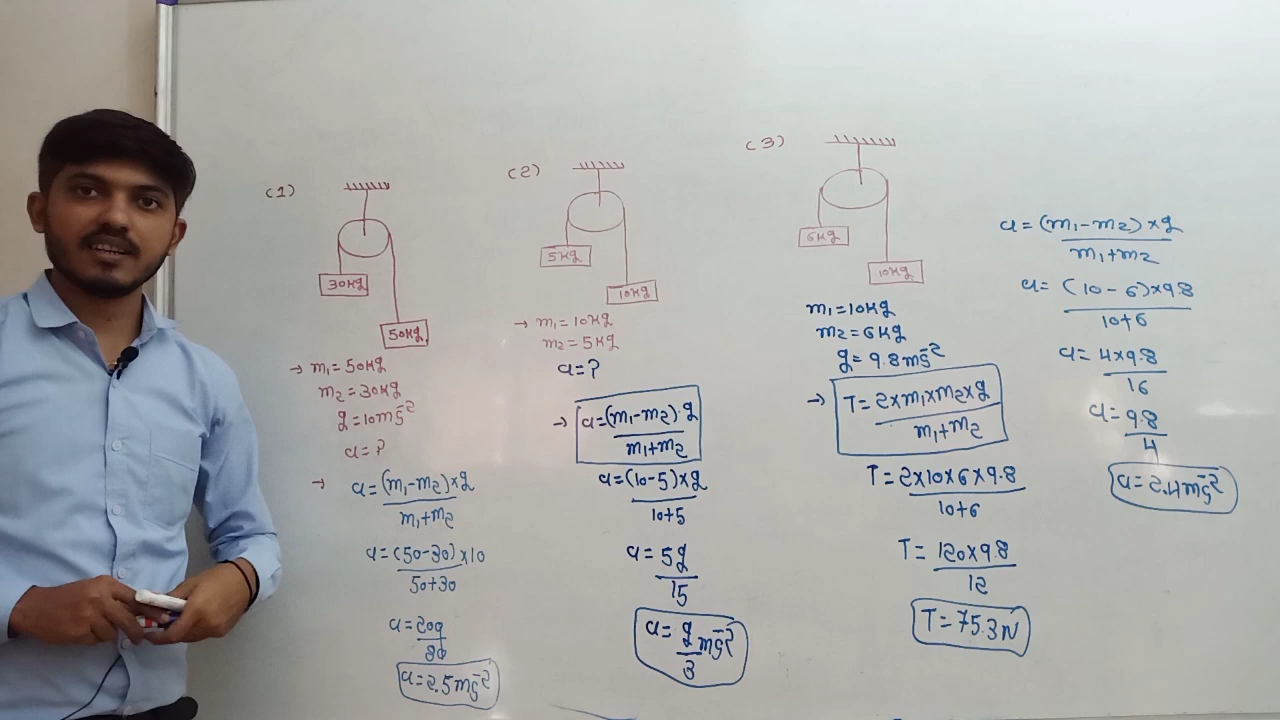 (1)
30kg
50kg
→ m₁=50kg
m₂=30kg
g=10ms⁻²
a=?
→ a=(m₁-m₂)×g
m₁+m₂
a=(50-30)×10
50+30
a=20g
80
a=2.5ms⁻²
(2)
5kg
10kg
→ m₁=10kg
m₂=5kg
a=?
→ a=(m₁-m₂)·g
m₁+m₂
a=(10-5)×g
10+5
a=5g
15
a=g ms⁻²
3
(3)
6kg
10kg
m₁=10kg
m₂=6kg
g=9.8ms⁻²
→ T=2×m₁×m₂×g
m₁+m₂
T=2×10×6×9.8
10+6
T=120×9.8
12
T=75.3N
a=(m₁-m₂)×g
m₁+m₂
a=(10-6)×9.8
10+6
a=4×9.8
16
a=9.8
4
a=2.4ms⁻²